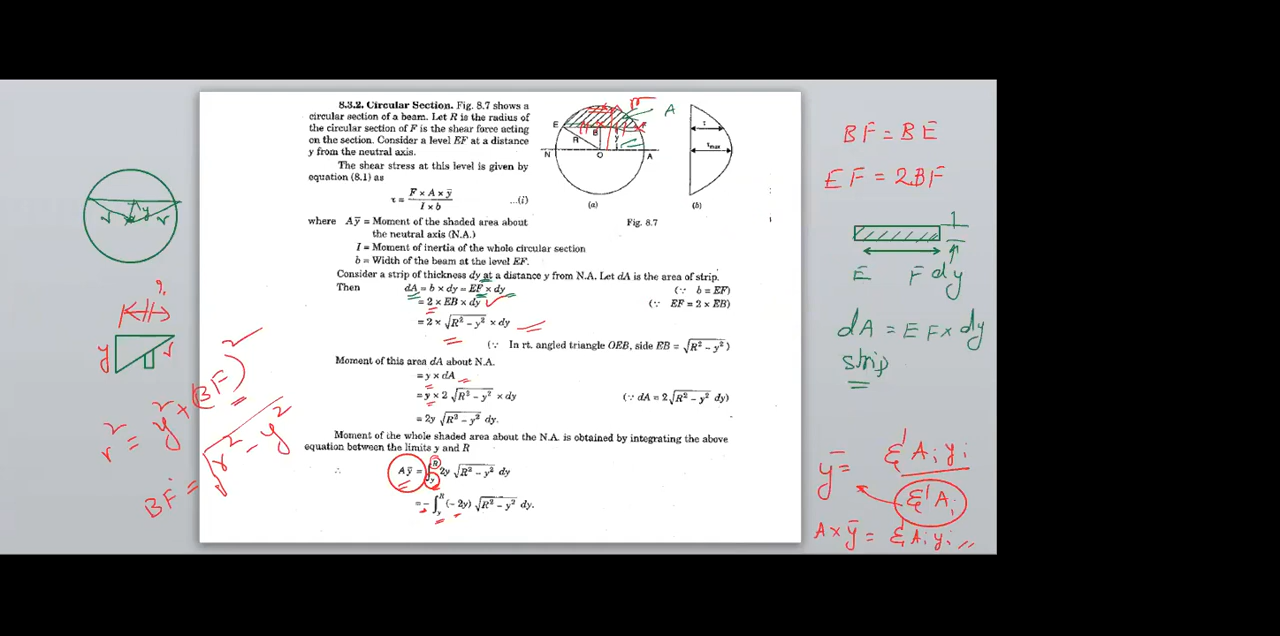 8.3.2. Circular Section. Fig. 8.7 shows a
circular section of a beam. Let R is the radius of
the circular section of F is the shear force acting
on the section. Consider a level EF at a distance
y from the neutral axis.
The shear stress at this level is given by
equation (8.1) as
τ = F × A × ȳ / I × b ...(i)
where Aȳ = Moment of the shaded area about
the neutral axis (N.A.)
I = Moment of inertia of the whole circular section
b = Width of the beam at the level EF.
Consider a strip of thickness dy at a distance y from N.A. Let dA is the area of strip.
Then dA = b × dy = EF × dy (∵ b = EF)
= 2 × EB × dy (∵ EF = 2 × EB)
= 2 × √R² − y² × dy
(∵ In rt. angled triangle OEB, side EB = √R² − y²)
Moment of this area dA about N.A.
= y × dA
= y × 2 √R² − y² × dy (∵ dA = 2√R² − y² dy)
= 2y √R² − y² dy.
Moment of the whole shaded area about the N.A. is obtained by integrating the above
equation between the limits y and R
∴ Aȳ = ∫yR 2y √R² − y² dy
= − ∫yR (− 2y) √R² − y² dy.
E
B
R
y
N
O
A
(a)
τ
τmax
(b)
Fig. 8.7
A
r
y
r
?
y
r
r² = y² + (BF)²
BF = √r² − y²
BF = BE
EF = 2BF
E F dy
dA = EF × dy
strip
ȳ = Σ Ai yi / Σ Ai
A × ȳ = Σ Ai yi